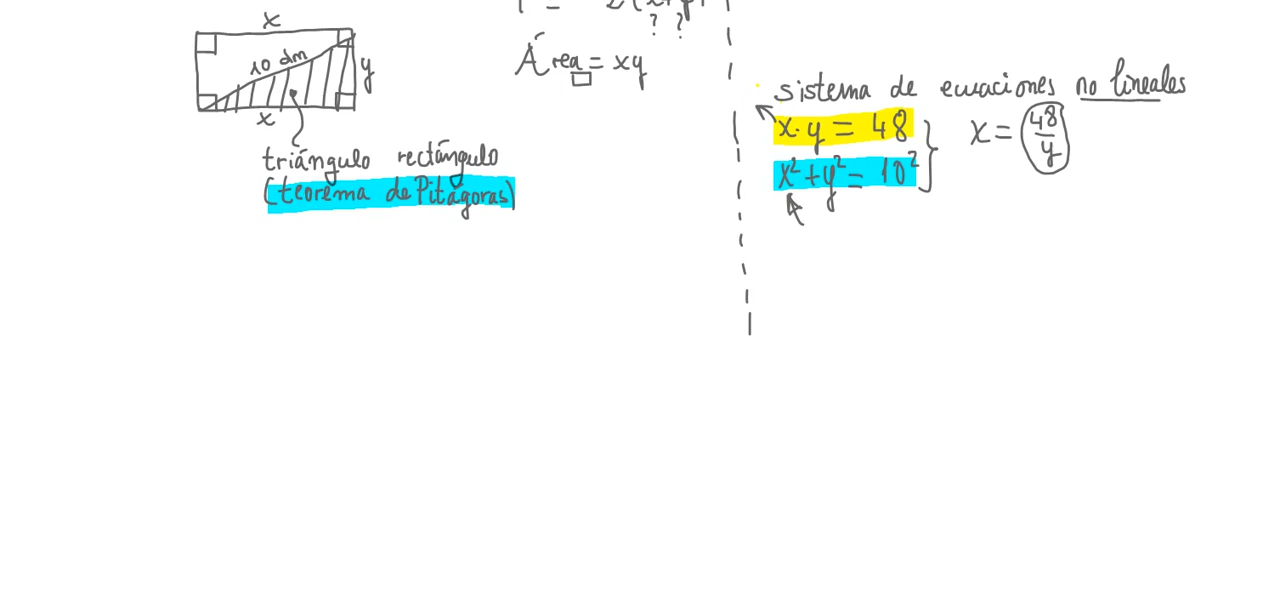 x
10 dm
y
x
triángulo rectángulo
(teorema de Pitágoras)
? ?
Área = xy
sistema de ecuaciones no lineales
x·y = 48
x² + y² = 10²
x = 48/y